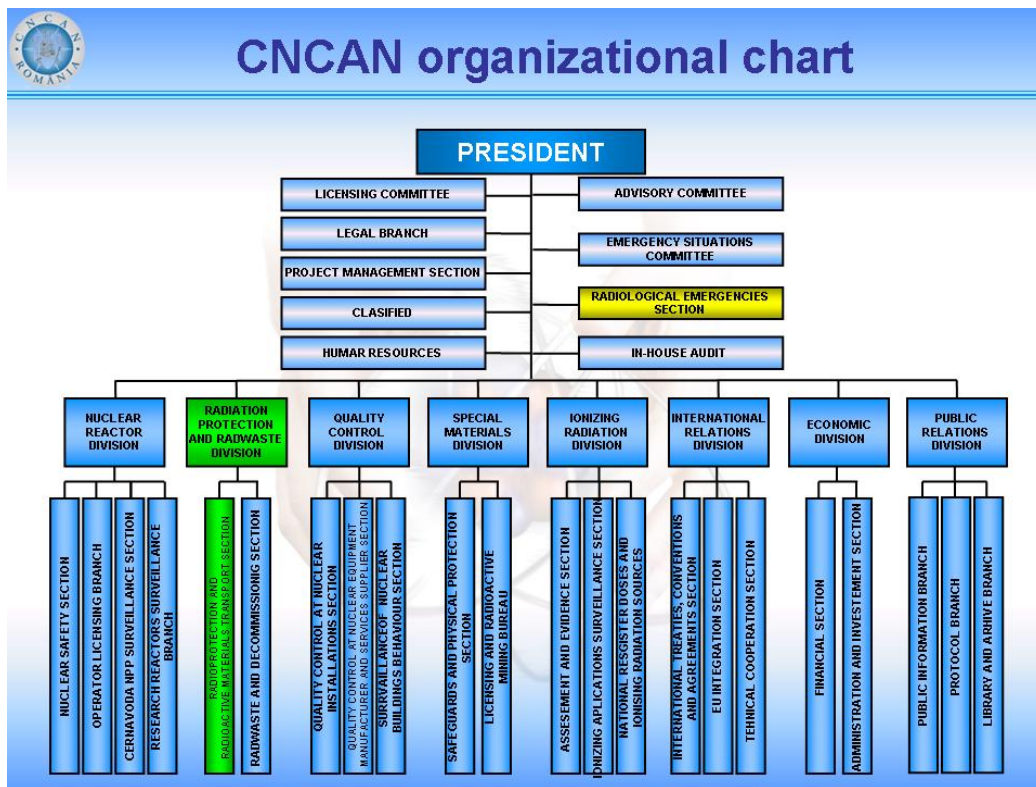 CNCAN
ROMANIA
CNCAN organizational chart
PRESIDENT
LICENSING COMMITTEE
ADVISORY COMMITTEE
LEGAL BRANCH
EMERGENCY SITUATIONS
COMMITTEE
PROJECT MANAGEMENT SECTION
RADIOLOGICAL EMERGENCIES
SECTION
CLASIFIED
HUMAR RESOURCES
IN-HOUSE AUDIT
NUCLEAR
REACTOR
DIVISION
RADIATION
PROTECTION
AND RADWASTE
DIVISION
QUALITY
CONTROL
DIVISION
SPECIAL
MATERIALS
DIVISION
IONIZING
RADIATION
DIVISION
INTERNATIONAL
RELATIONS
DIVISION
ECONOMIC
DIVISION
PUBLIC
RELATIONS
DIVISION
NUCLEAR SAFETY SECTION
OPERATOR LICENSING BRANCH
CERNAVODA NPP SURVEILLANCE SECTION
RESEARCH REACTORS SURVEILLANCE
BRANCH
RADIOPROTECTION AND
RADIOACTIVE MATERIALS TRANSPORT SECTION
RADWASTE AND DECOMMISSIONIG SECTION
QUALITY CONTROL AT NUCLEAR
INSTALLATIONS SECTION
QUALITY CONTROL AT NUCLEAR EQUIPMENT
MANUFACTURER AND SERVICES SUPPLIER SECTION
SURVAILLANCEOF NUCLEAR
BUILDINGS BEHAVIOUR SECTION
SAFEGUARDS AND PHYSICAL PROTECTION
SECTION
LICENSING AND RADIOACTIVE
MINING BUREAU
ASSESEMENT AND EVIDENCE SECTION
IONIZING APLICATIONS SURVEILLANCE SECTION
NATIONAL RESGISTER DOSES AND
IONISING RADIATION SOURCES
INTERNATIONAL TREATIES, CONVENTIONS
AND AGREEMENTS SECTION
EU INTEGRATION SECTION
TEHNICAL COOPERATION SECTION
FINANCIAL SECTION
ADMINISTRATION AND INVESTEMENT SECTION
PUBLIC INFORMATION BRANCH
PROTOCOL BRANCH
LIBRARY AND ARHIVE BRANCH